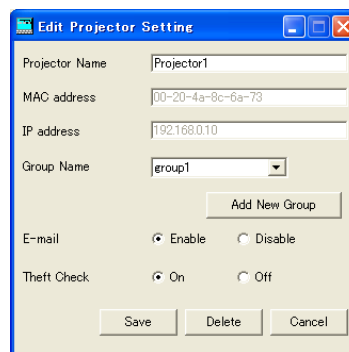 Edit Projector Setting
Projector Name Projector1
MAC address 00-20-4a-8c-6a-73
IP address 192.168.0.10
Group Name group1
Add New Group
E-mail Enable Disable
Theft Check On Off
Save Delete Cancel